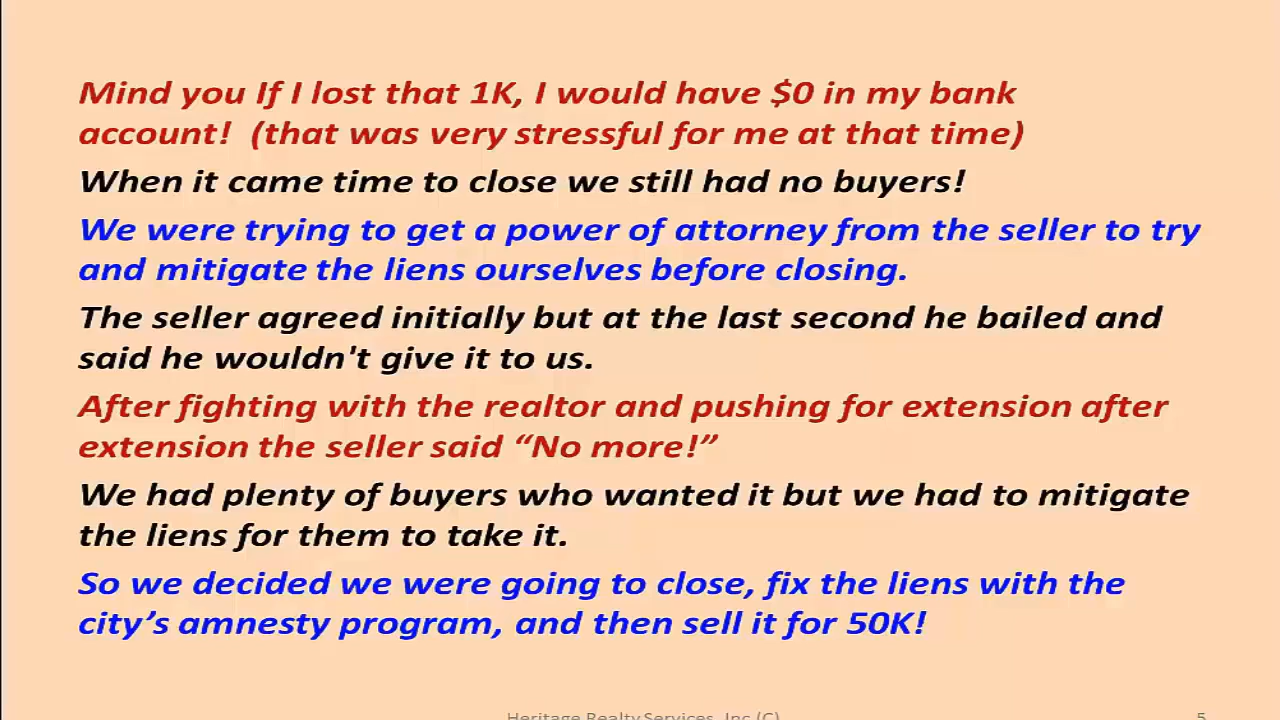 Mind you If I lost that 1K, I would have $0 in my bank
account!  (that was very stressful for me at that time)
When it came time to close we still had no buyers!
We were trying to get a power of attorney from the seller to try
and mitigate the liens ourselves before closing.
The seller agreed initially but at the last second he bailed and
said he wouldn't give it to us.
After fighting with the realtor and pushing for extension after
extension the seller said “No more!”
We had plenty of buyers who wanted it but we had to mitigate
the liens for them to take it.
So we decided we were going to close, fix the liens with the
city’s amnesty program, and then sell it for 50K!
Heritage Realty Services, Inc (C)
5